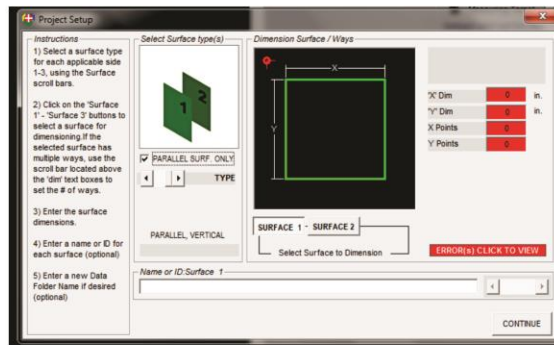 Project Setup
Instructions
1) Select a surface type
for each applicable side
1-3, using the Surface
scroll bars.
2) Click on the 'Surface
1' - 'Surface 3' buttons to
select a surface for
dimensioning.If the
selected surface has
multiple ways, use the
scroll bar located above
the 'dim' text boxes to
set the # of ways.
3) Enter the surface
dimensions.
4) Enter a name or ID for
each surface (optional)
5) Enter a new Data
Folder Name if desired
(optional)
Select Surface type(s)
1
2
PARALLEL SURF. ONLY
TYPE
PARALLEL, VERTICAL
Dimension Surface / Ways
X
Y
SURFACE 1 - SURFACE 2
Select Surface to Dimension
'X' Dim 0 in.
'Y' Dim 0 in.
X Points 0
Y Points 0
ERROR(s) CLICK TO VIEW
Name or ID:Surface 1
CONTINUE